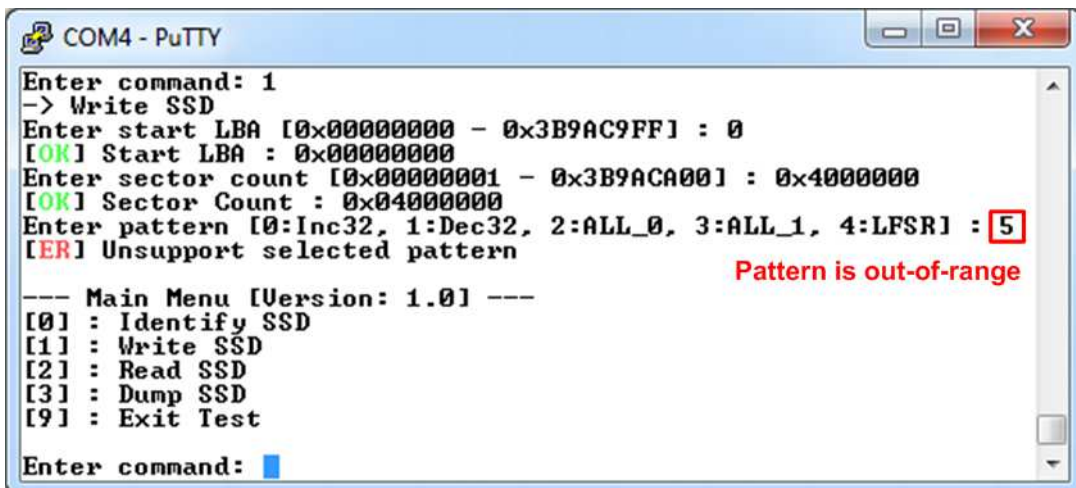 COM4 - PuTTY
Enter command: 1
-> Write SSD
Enter start LBA [0x00000000 - 0x3B9AC9FF] : 0
[OK] Start LBA : 0x00000000
Enter sector count [0x00000001 - 0x3B9ACA00] : 0x4000000
[OK] Sector Count : 0x04000000
Enter pattern [0:Inc32, 1:Dec32, 2:ALL_0, 3:ALL_1, 4:LFSR] : 5
[ER] Unsupport selected pattern
Pattern is out-of-range
--- Main Menu [Version: 1.0] ---
[0] : Identify SSD
[1] : Write SSD
[2] : Read SSD
[3] : Dump SSD
[9] : Exit Test
Enter command: